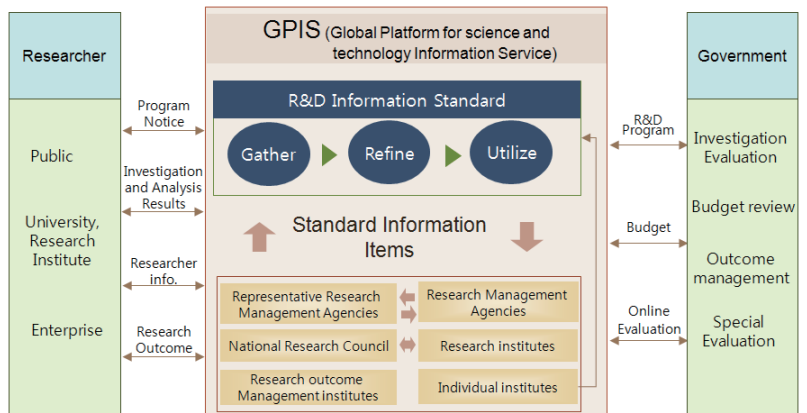 Researcher
Public
University,
Research
Institute
Enterprise
Program
Notice
Investigation
and Analysis
Results
Researcher
info.
Research
Outcome
GPIS (Global Platform for science and
technology Information Service)
R&D Information Standard
Gather
Refine
Utilize
Standard Information
Items
Representative Research
Management Agencies
Research Management
Agencies
National Research Council
Research institutes
Research outcome
Management institutes
Individual institutes
R&D
Program
Budget
Online
Evaluation
Government
Investigation
Evaluation
Budget review
Outcome
management
Special
Evaluation